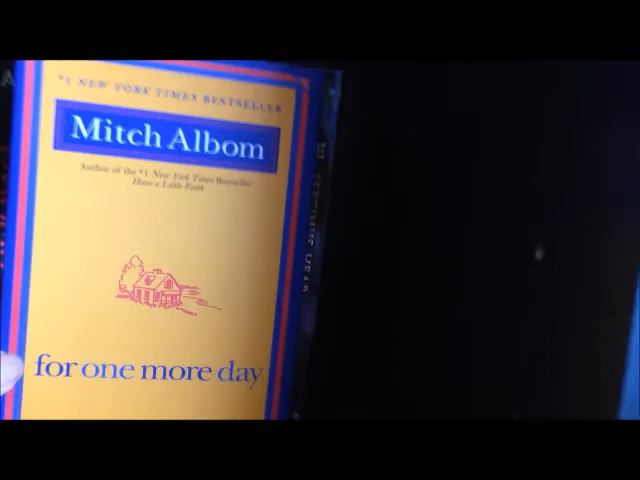 #1 NEW YORK TIMES BESTSELLER
Mitch Albom
Author of the #1 New York Times Bestseller
Have a Little Faith
for one more day